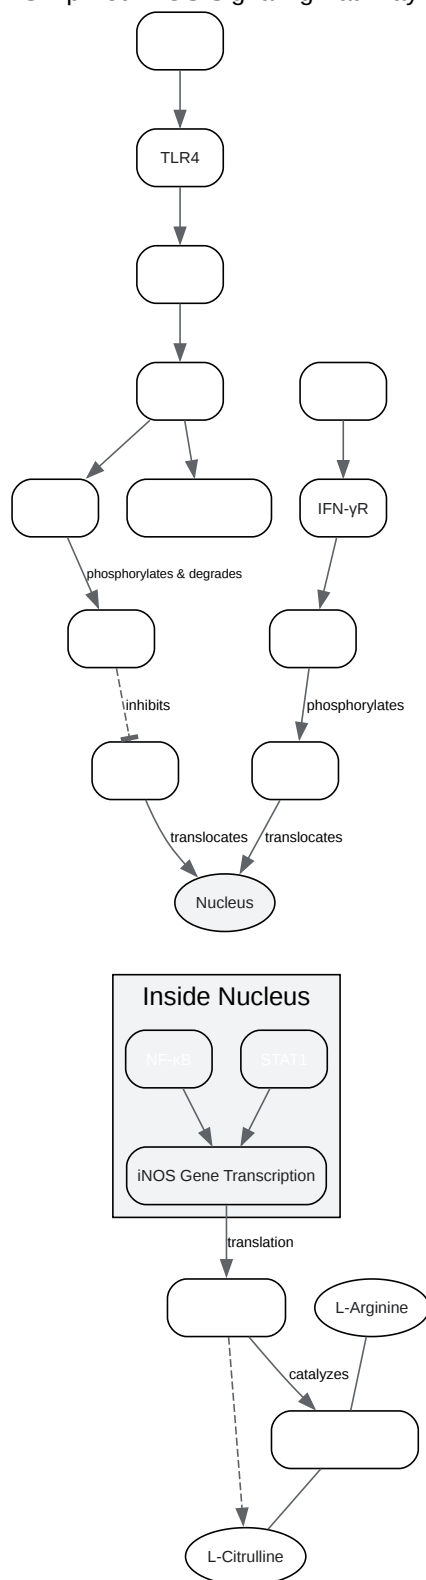 TLR4
IFN-γR
phosphorylates & degrades
inhibits
phosphorylates
translocates
translocates
Nucleus
Inside Nucleus
NF-κB
STAT1
iNOS Gene Transcription
translation
L-Arginine
catalyzes
L-Citrulline